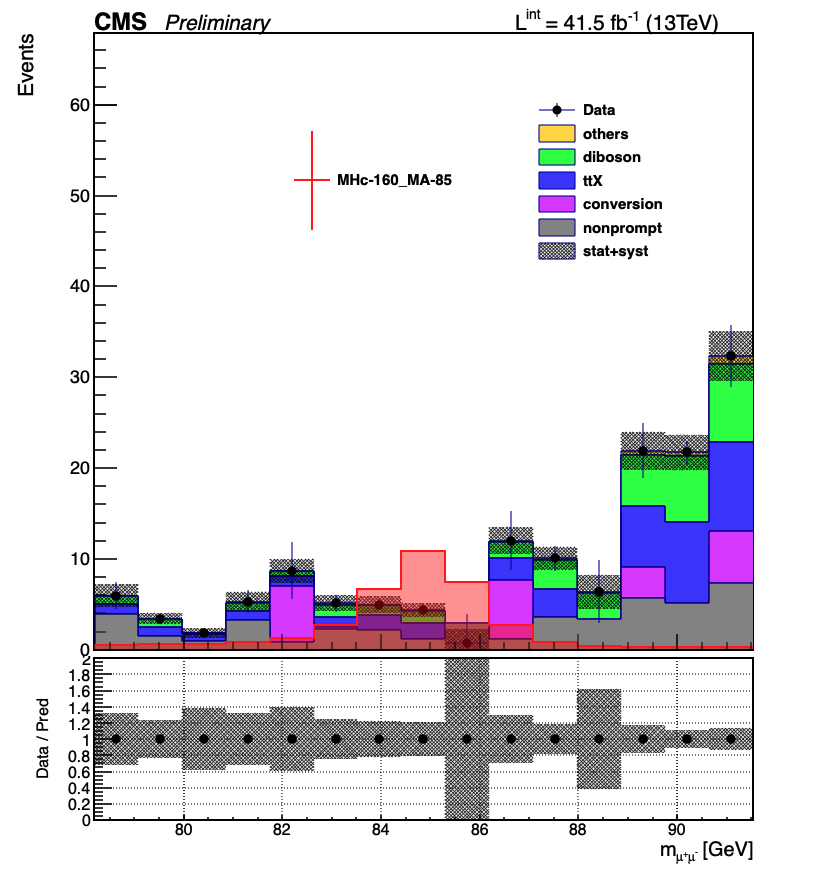 CMS Preliminary
L^int = 41.5 fb^-1 (13TeV)
Events
60
50
40
30
20
10
0
Data
others
diboson
ttX
conversion
nonprompt
stat+syst
MHc-160_MA-85
Data / Pred
2
1.8
1.6
1.4
1.2
1
0.8
0.6
0.4
0.2
0
80 82 84 86 88 90
m_μ+μ- [GeV]